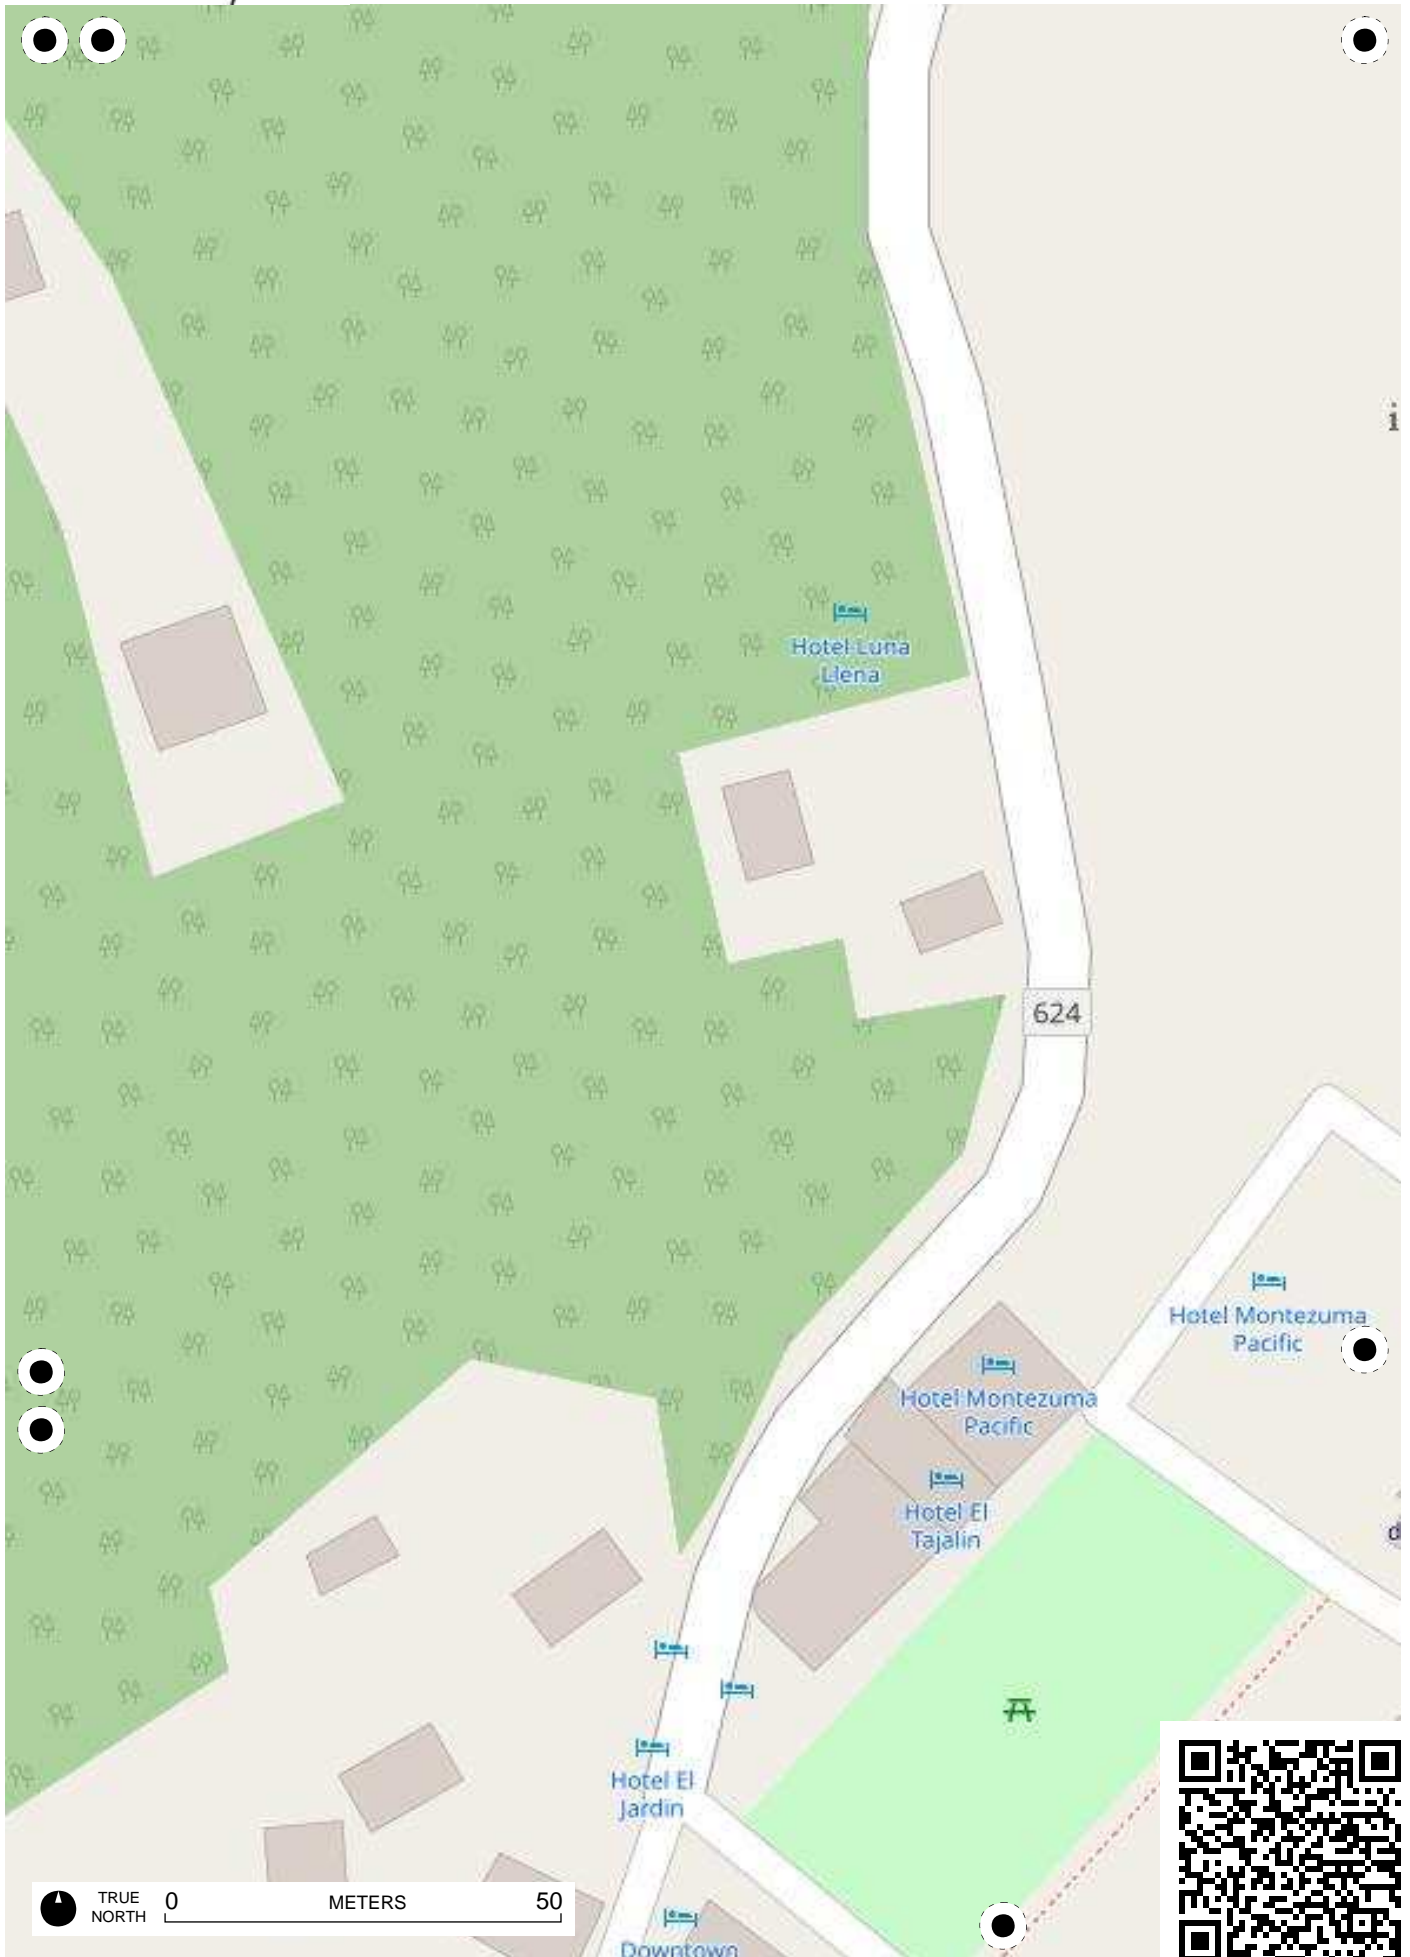 Hotel Luna
Llena
624
Hotel Montezuma
Pacific
Hotel Montezuma
Pacific
Hotel El
Tajalin
d
Hotel El
Jardin
TRUE
NORTH
0 METERS 50
Downtown